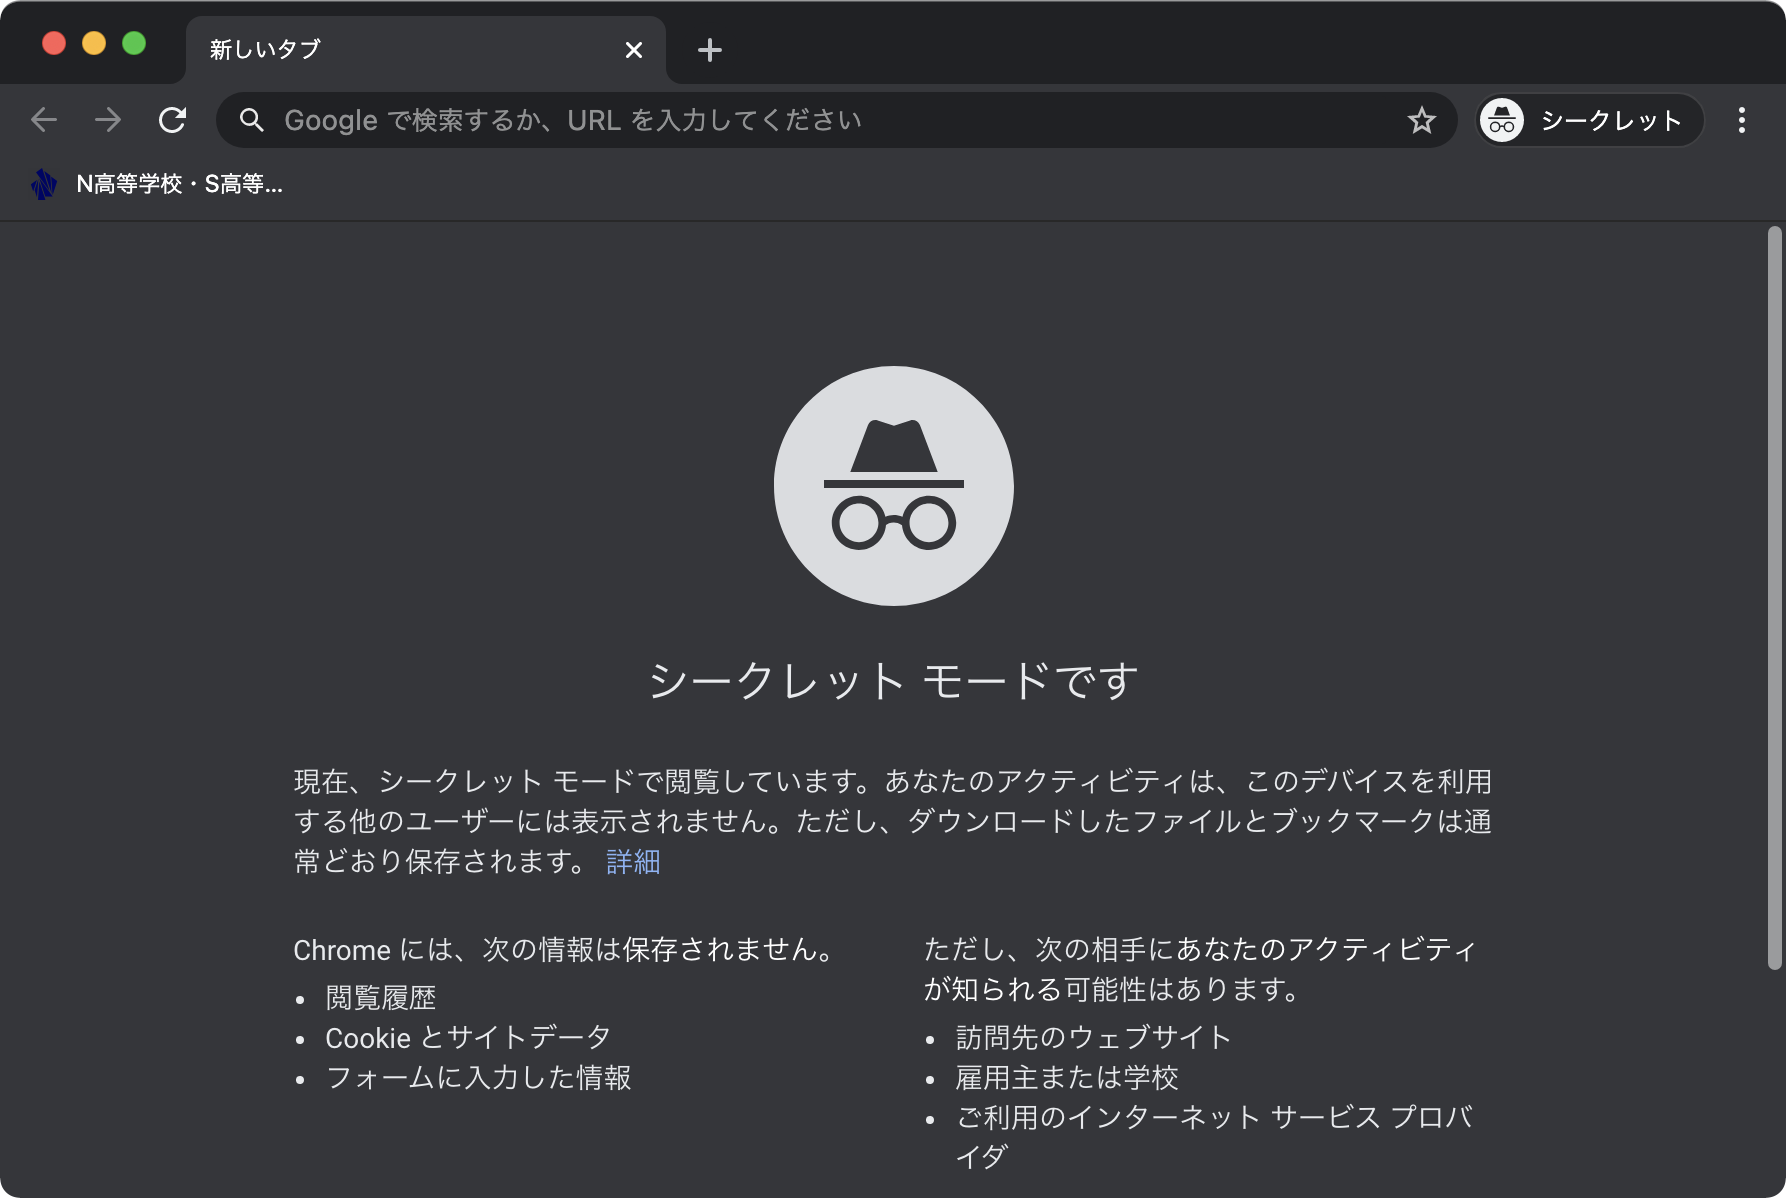 新しいタブ
Google で検索するか、URL を入力してください
シークレット
N高等学校・S高等...
シークレット モードです
現在、シークレット モードで閲覧しています。あなたのアクティビティは、このデバイスを利用
する他のユーザーには表示されません。ただし、ダウンロードしたファイルとブックマークは通
常どおり保存されます。 詳細
Chrome には、次の情報は保存されません。
• 閲覧履歴
• Cookie とサイトデータ
• フォームに入力した情報
ただし、次の相手にあなたのアクティビティ
が知られる可能性はあります。
• 訪問先のウェブサイト
• 雇用主または学校
• ご利用のインターネット サービス プロバ
イダ